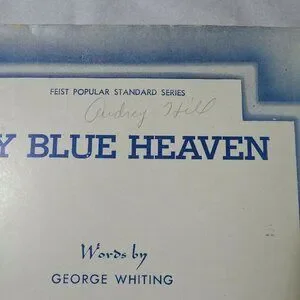 FEIST POPULAR STANDARD SERIES
Audrey Hill
Y BLUE HEAVEN
Words by
GEORGE WHITING